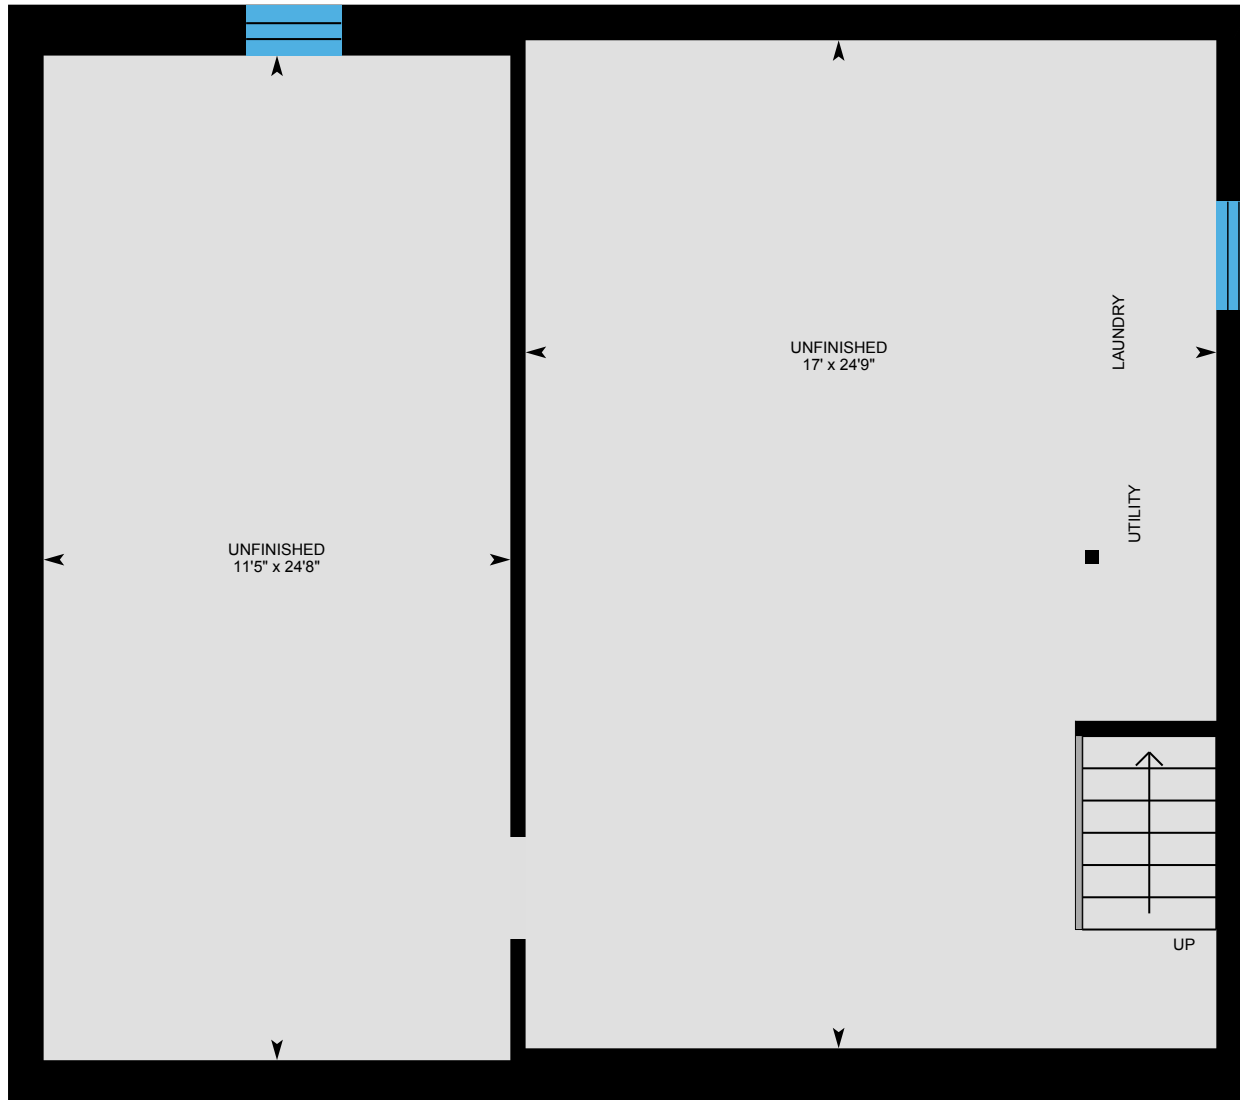 UNFINISHED
17' x 24'9"
LAUNDRY
UTILITY
UNFINISHED
11'5" x 24'8"
UP